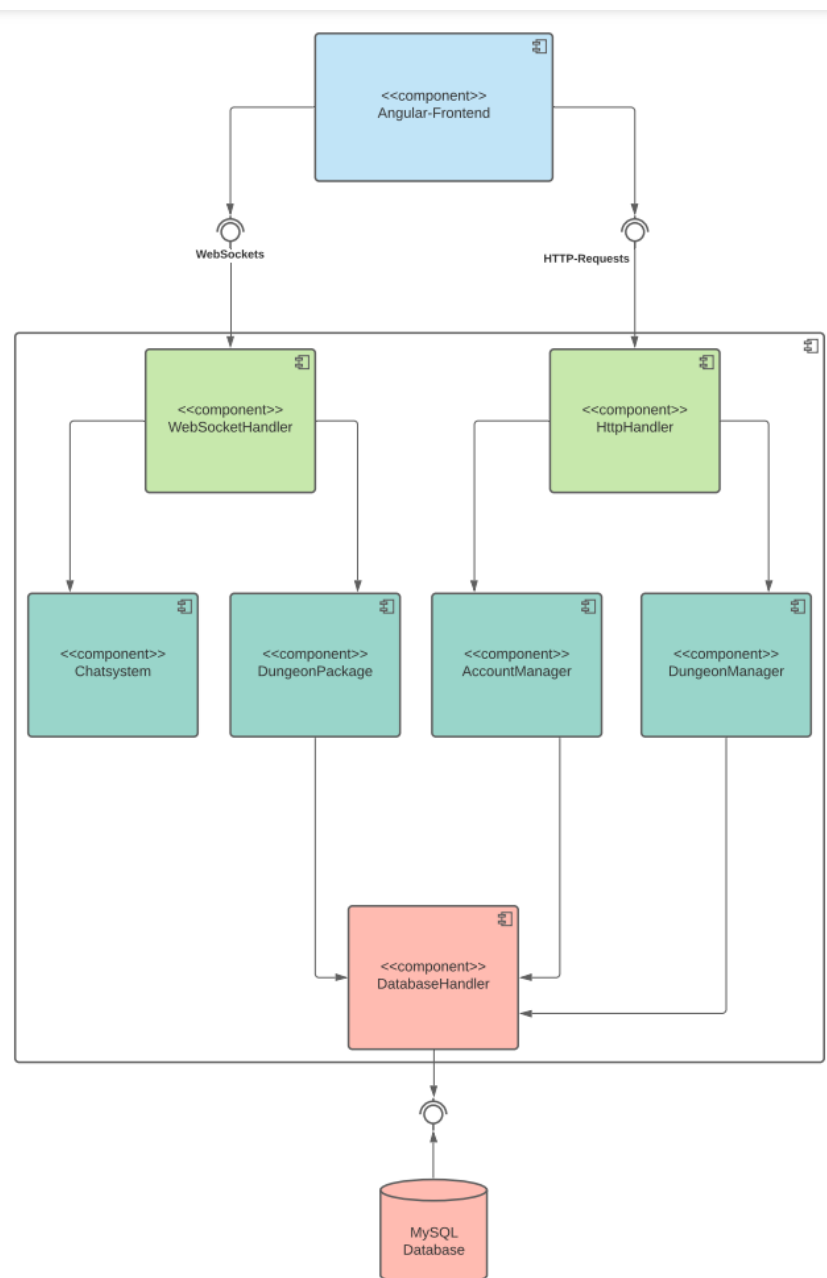 <<component>>
Angular-Frontend
WebSockets
HTTP-Requests
<<component>>
WebSocketHandler
<<component>>
HttpHandler
<<component>>
Chatsystem
<<component>>
DungeonPackage
<<component>>
AccountManager
<<component>>
DungeonManager
<<component>>
DatabaseHandler
MySQL
Database